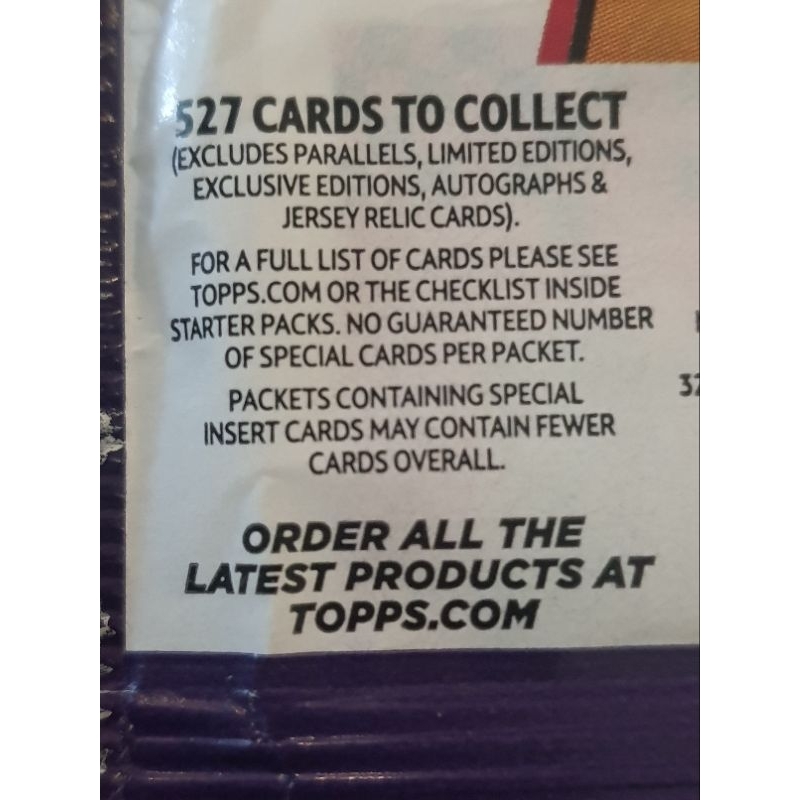 527 CARDS TO COLLECT
(EXCLUDES PARALLELS, LIMITED EDITIONS,
EXCLUSIVE EDITIONS, AUTOGRAPHS &
JERSEY RELIC CARDS).
FOR A FULL LIST OF CARDS PLEASE SEE
TOPPS.COM OR THE CHECKLIST INSIDE
STARTER PACKS. NO GUARANTEED NUMBER
OF SPECIAL CARDS PER PACKET.
PACKETS CONTAINING SPECIAL
INSERT CARDS MAY CONTAIN FEWER
CARDS OVERALL.
ORDER ALL THE
LATEST PRODUCTS AT
TOPPS.COM